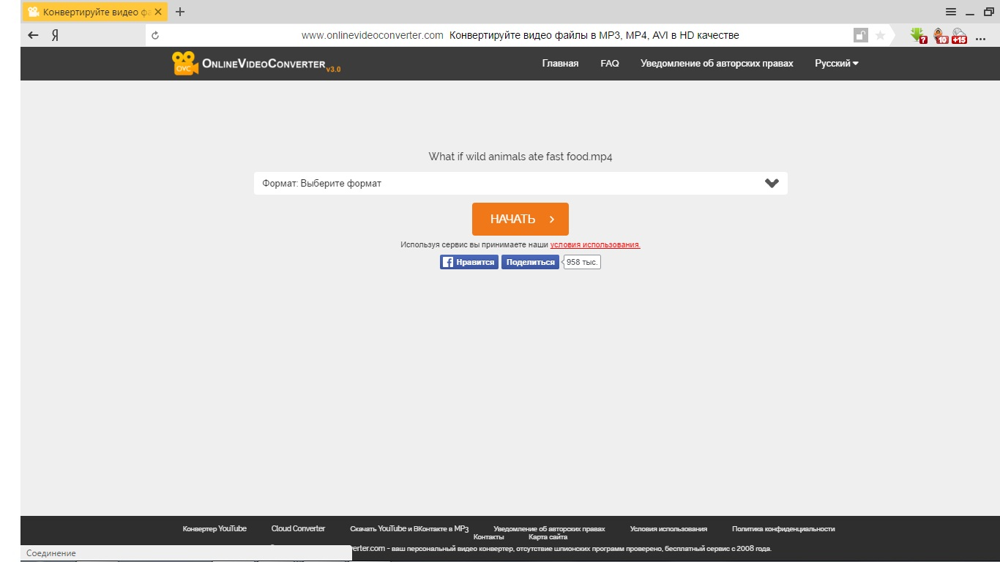 Конвертируйте видео фа
Я
www.onlinevideoconverter.com Конвертируйте видео файлы в MP3, MP4, AVI в HD качестве
? 10 +15
OVC OnlineVideoConverter v3.0
Главная FAQ Уведомление об авторских правах Русский
What if wild animals ate fast food.mp4
Формат: Выберите формат
НАЧАТЬ
Используя сервис вы принимаете наши условия использования.
Нравится Поделиться 958 тыс.
Конвертер YouTube Cloud Converter Скачать YouTube и ВКонтакте в MP3 Уведомление об авторских правах Условия использования Политика конфиденциальности
Контакты Карта сайта
verter.com - ваш персональный видео конвертер, отсутствие шпионских программ проверено, бесплатный сервис с 2008 года.
Соединение